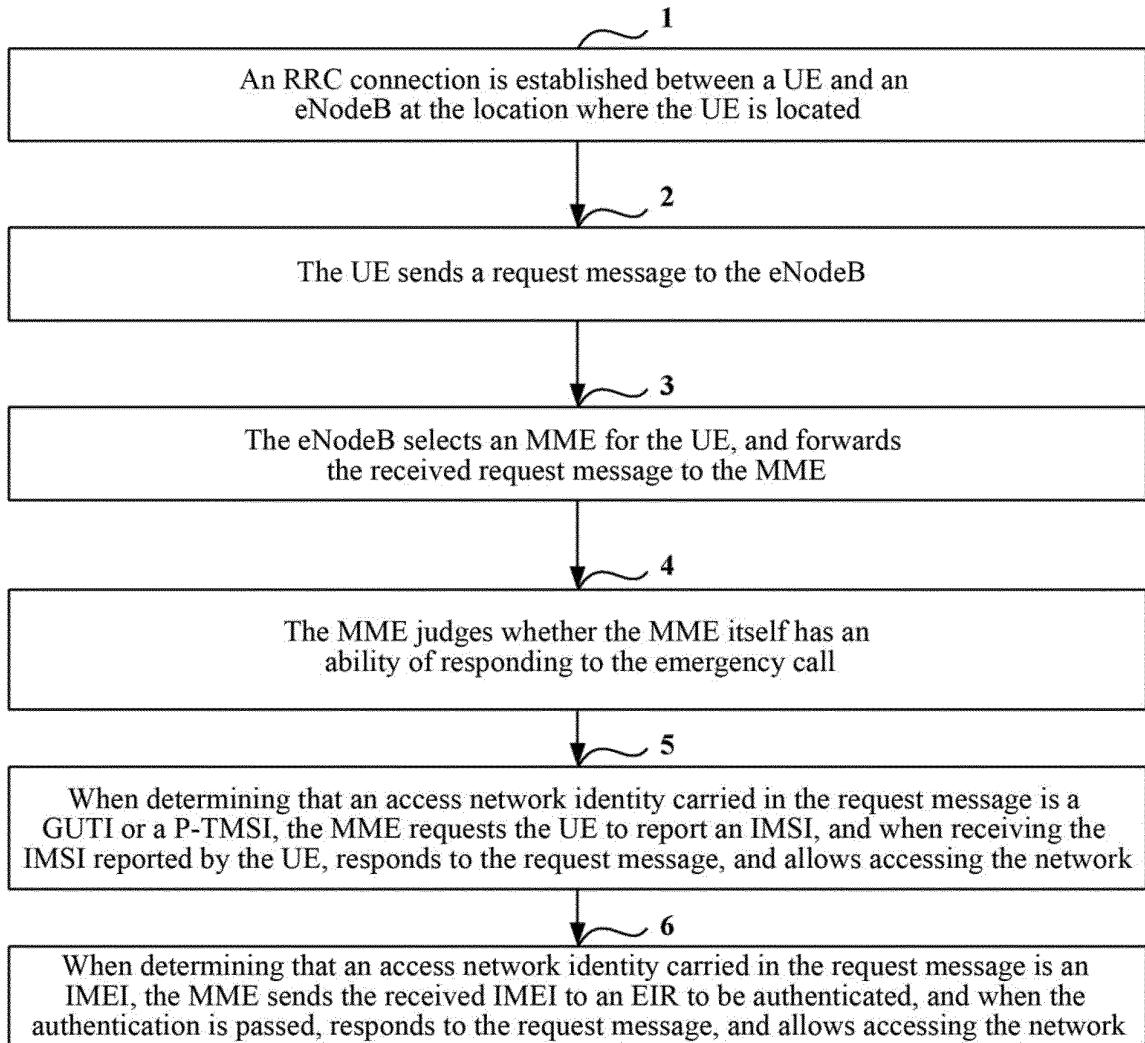 1
An RRC connection is established between a UE and an
eNodeB at the location where the UE is located
2
The UE sends a request message to the eNodeB
3
The eNodeB selects an MME for the UE, and forwards
the received request message to the MME
4
The MME judges whether the MME itself has an
ability of responding to the emergency call
5
When determining that an access network identity carried in the request message is a
GUTI or a P-TMSI, the MME requests the UE to report an IMSI, and when receiving the
IMSI reported by the UE, responds to the request message, and allows accessing the network
6
When determining that an access network identity carried in the request message is an
IMEI, the MME sends the received IMEI to an EIR to be authenticated, and when the
authentication is passed, responds to the request message, and allows accessing the network